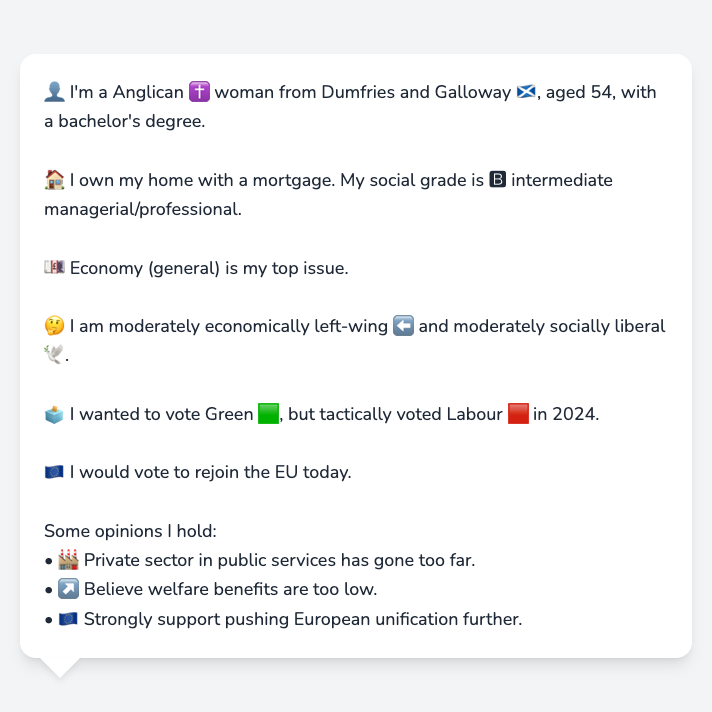 👤 I'm a Anglican ✝️ woman from Dumfries and Galloway 🏴󠁧󠁢󠁳󠁣󠁴󠁿, aged 54, with
a bachelor's degree.
🏠 I own my home with a mortgage. My social grade is 🅱 intermediate
managerial/professional.
💷 Economy (general) is my top issue.
🤔 I am moderately economically left-wing ⬅️ and moderately socially liberal
🕊️.
🗳️ I wanted to vote Green 🟩, but tactically voted Labour 🟥 in 2024.
🇪🇺 I would vote to rejoin the EU today.
Some opinions I hold:
• 🏭 Private sector in public services has gone too far.
• ↗️ Believe welfare benefits are too low.
• 🇪🇺 Strongly support pushing European unification further.